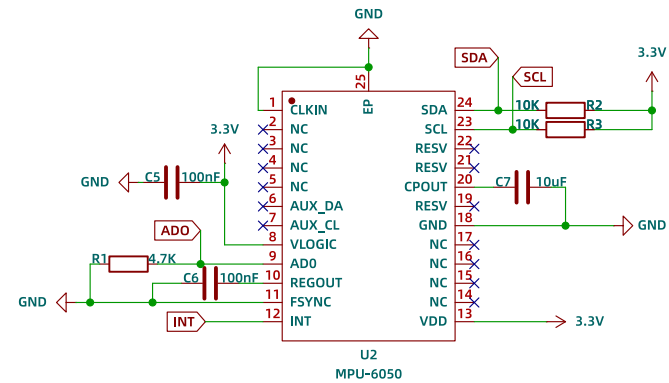 GND
SDA
3.3V
SCL
25
EP
1 CLKIN SDA 24 10K R2
2 NC SCL 23 10K R3
3.3V
3 NC RESV 22
4 NC RESV 21
GND C5 100nF
5 NC CPOUT 20 C7 10uF
6 AUX_DA RESV 19
7 AUX_CL GND 18 GND
ADO
8 VLOGIC NC 17
R1 4.7K
9 AD0 NC 16
C6 100nF
10 REGOUT NC 15
GND
11 FSYNC NC 14
INT
12 INT VDD 13 3.3V
U2
MPU-6050